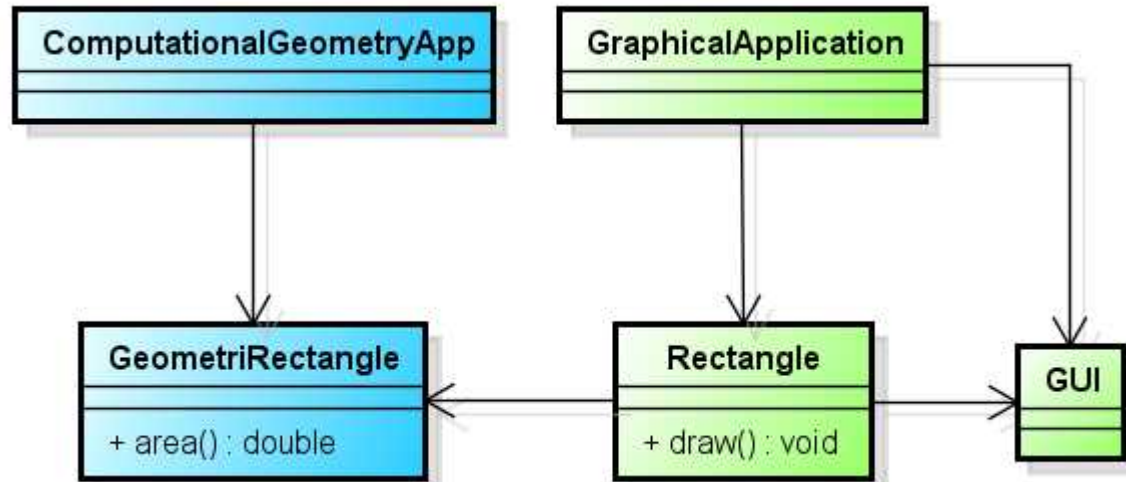 ComputationalGeometryApp
GraphicalApplication
GeometriRectangle
+ area() : double
Rectangle
+ draw() : void
GUI